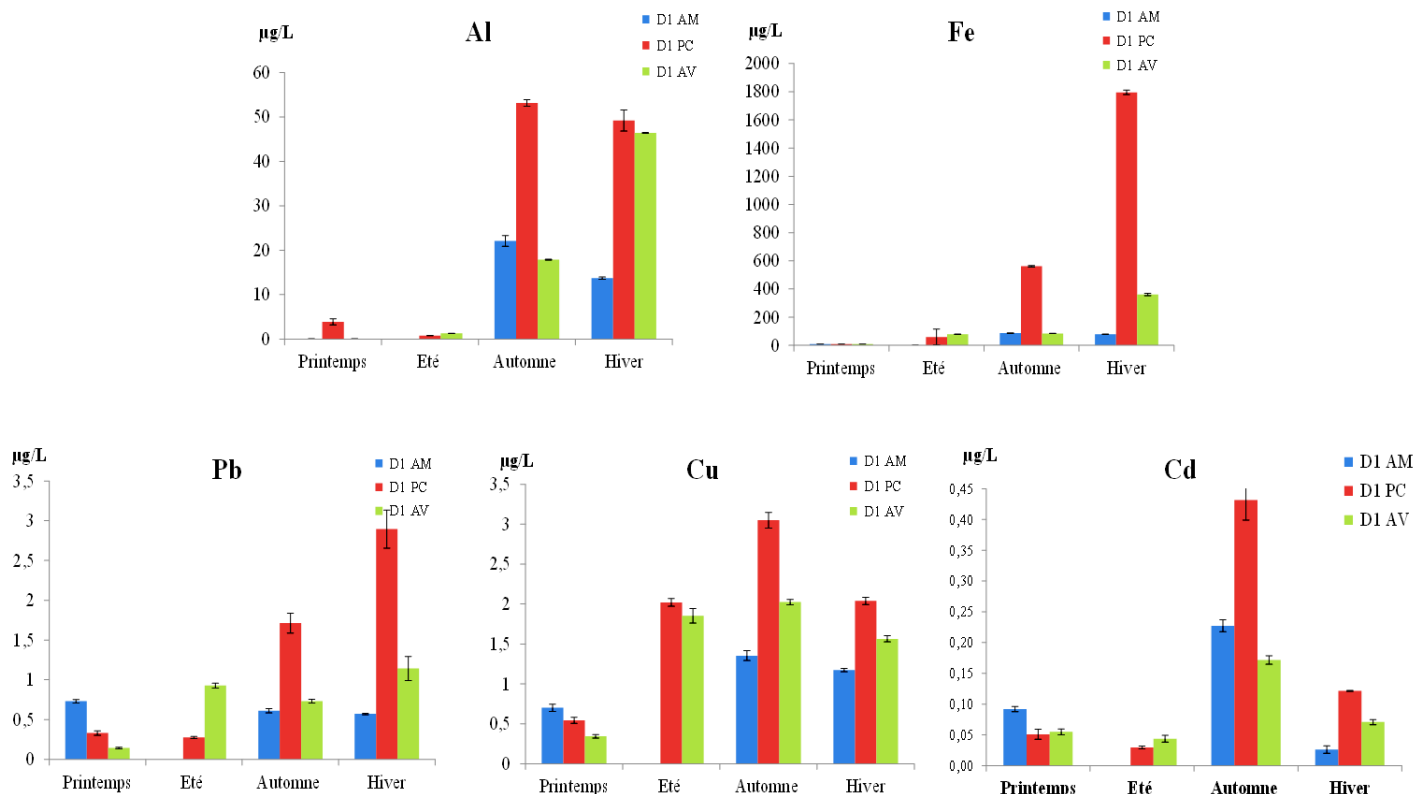 Al
µg/L
D1 AM
D1 PC
D1 AV
60
50
40
30
20
10
0
Printemps Eté Automne Hiver
Fe
µg/L
D1 AM
D1 PC
D1 AV
2000
1800
1600
1400
1200
1000
800
600
400
200
0
Printemps Eté Automne Hiver
Pb
µg/L
D1 AM
D1 PC
D1 AV
3,5
3
2,5
2
1,5
1
0,5
0
Printemps Eté Automne Hiver
Cu
µg/L
D1 AM
D1 PC
D1 AV
3,5
3
2,5
2
1,5
1
0,5
0
Printemps Eté Automne Hiver
Cd
µg/L
D1 AM
D1 PC
D1 AV
0,45
0,40
0,35
0,30
0,25
0,20
0,15
0,10
0,05
0,00
Printemps Eté Automne Hiver